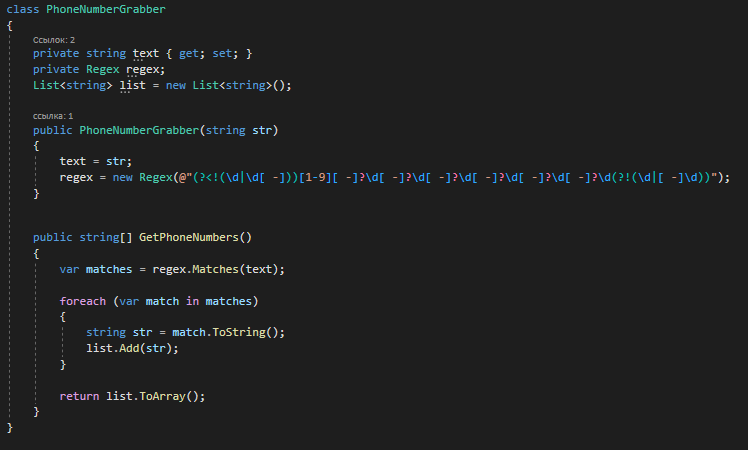 class PhoneNumberGrabber
{
Ссылок: 2
private string text { get; set; }
private Regex regex;
List<string> list = new List<string>();
ссылка: 1
public PhoneNumberGrabber(string str)
{
text = str;
regex = new Regex(@"(?<!(\d|\d[ -]))[1-9][ -]?\d[ -]?\d[ -]?\d[ -]?\d[ -]?\d[ -]?\d(?!(\d|[ -]\d))");
}
public string[] GetPhoneNumbers()
{
var matches = regex.Matches(text);
foreach (var match in matches)
{
string str = match.ToString();
list.Add(str);
}
return list.ToArray();
}
}